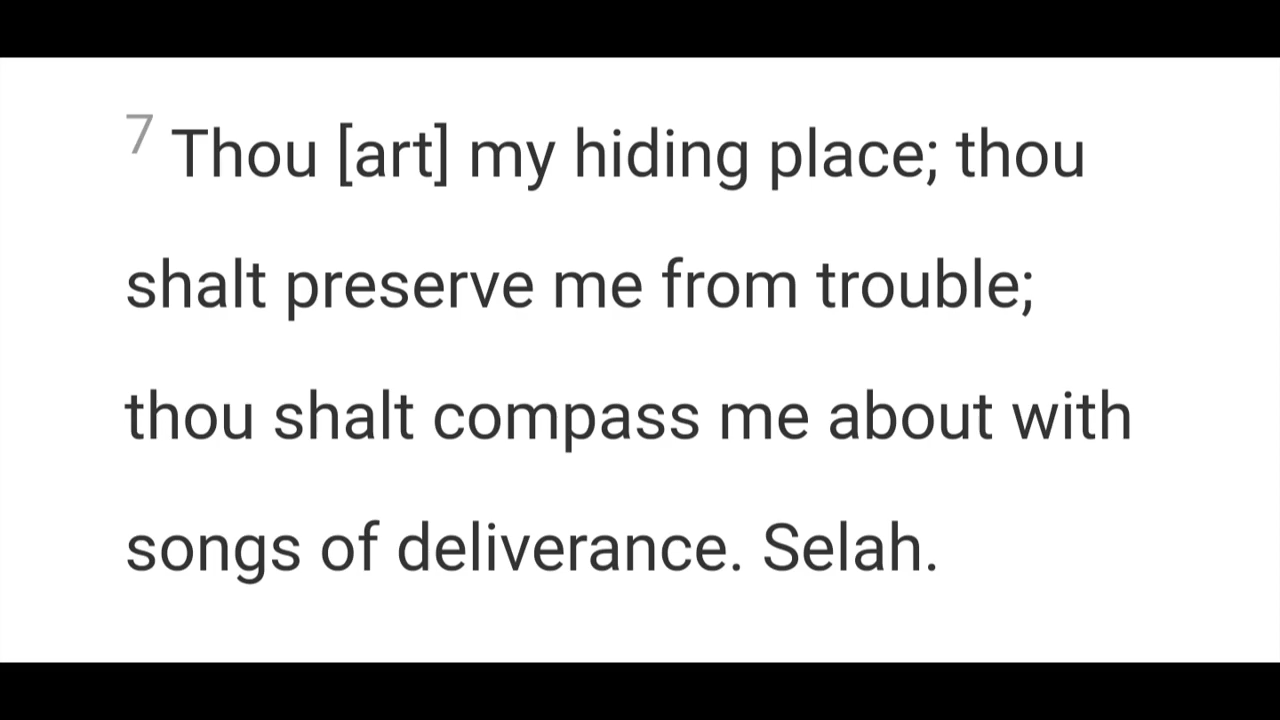 7 Thou [art] my hiding place; thou
shalt preserve me from trouble;
thou shalt compass me about with
songs of deliverance. Selah.